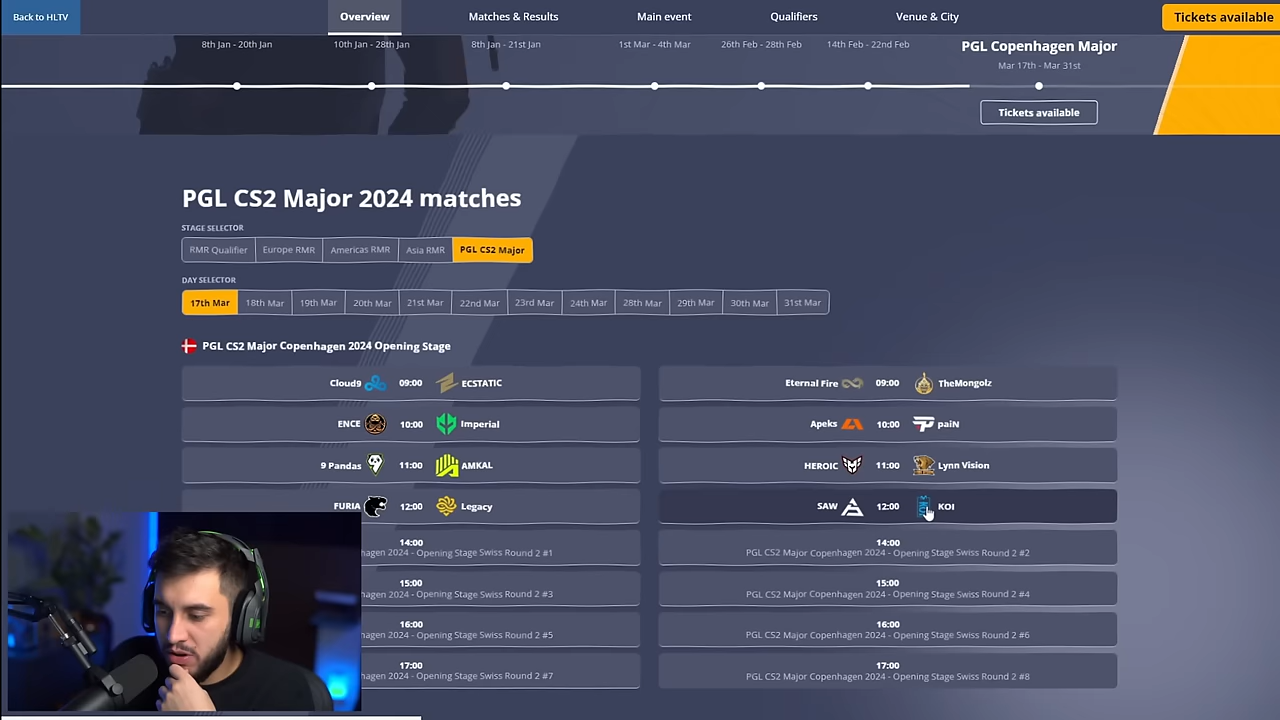 Back to HLTV
Overview
Matches & Results
Main event
Qualifiers
Venue & City
Tickets available
8th Jan - 20th Jan
10th Jan - 28th Jan
8th Jan - 21st Jan
1st Mar - 4th Mar
26th Feb - 28th Feb
14th Feb - 22nd Feb
PGL Copenhagen Major
Mar 17th - Mar 31st
Tickets available
PGL CS2 Major 2024 matches
STAGE SELECTOR
RMR Qualifier
Europe RMR
Americas RMR
Asia RMR
PGL CS2 Major
DAY SELECTOR
17th Mar
18th Mar
19th Mar
20th Mar
21st Mar
22nd Mar
23rd Mar
24th Mar
28th Mar
29th Mar
30th Mar
31st Mar
PGL CS2 Major Copenhagen 2024 Opening Stage
Cloud9 09:00 ECSTATIC
Eternal Fire 09:00 TheMongolz
ENCE 10:00 Imperial
Apeks 10:00 paiN
9 Pandas 11:00 AMKAL
HEROIC 11:00 Lynn Vision
FURIA 12:00 Legacy
SAW 12:00 KOI
14:00
hagen 2024 - Opening Stage Swiss Round 2 #1
14:00
PGL CS2 Major Copenhagen 2024 - Opening Stage Swiss Round 2 #2
15:00
hagen 2024 - Opening Stage Swiss Round 2 #3
15:00
PGL CS2 Major Copenhagen 2024 - Opening Stage Swiss Round 2 #4
16:00
hagen 2024 - Opening Stage Swiss Round 2 #5
16:00
PGL CS2 Major Copenhagen 2024 - Opening Stage Swiss Round 2 #6
17:00
hagen 2024 - Opening Stage Swiss Round 2 #7
17:00
PGL CS2 Major Copenhagen 2024 - Opening Stage Swiss Round 2 #8